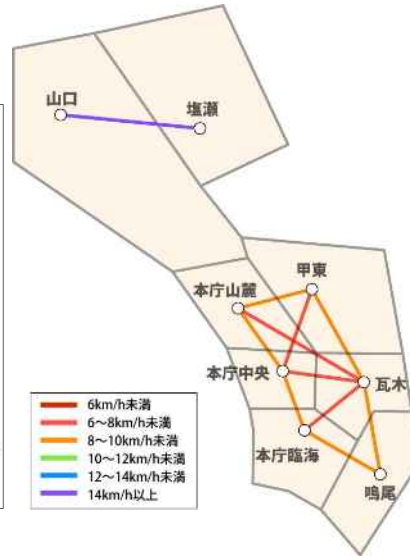 山口
塩瀬
甲東
本庁山麓
本庁中央
瓦木
本庁臨海
鳴尾
6km/h未満
6〜8km/h未満
8〜10km/h未満
10〜12km/h未満
12〜14km/h未満
14km/h以上